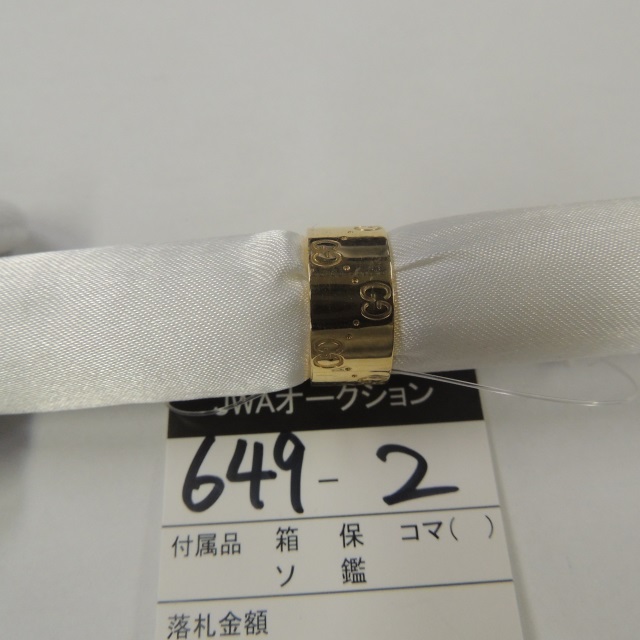 JWAオークション
649-2
付属品 箱 保 コマ( )
ソ 鑑
落札金額